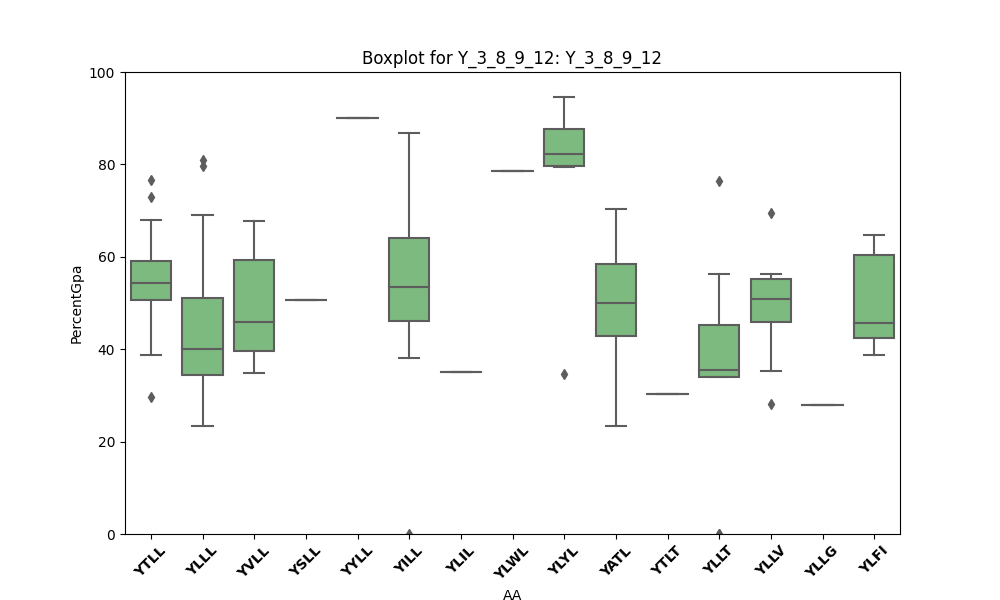 Boxplot for Y_3_8_9_12: Y_3_8_9_12
100
80
60
40
20
0
PercentGpa
YTLL YLLL YVLL YSLL YYLL YILL YLIL YLWL YLYL YATL YTLT YLLT YLLV YLLG YLFI
AA